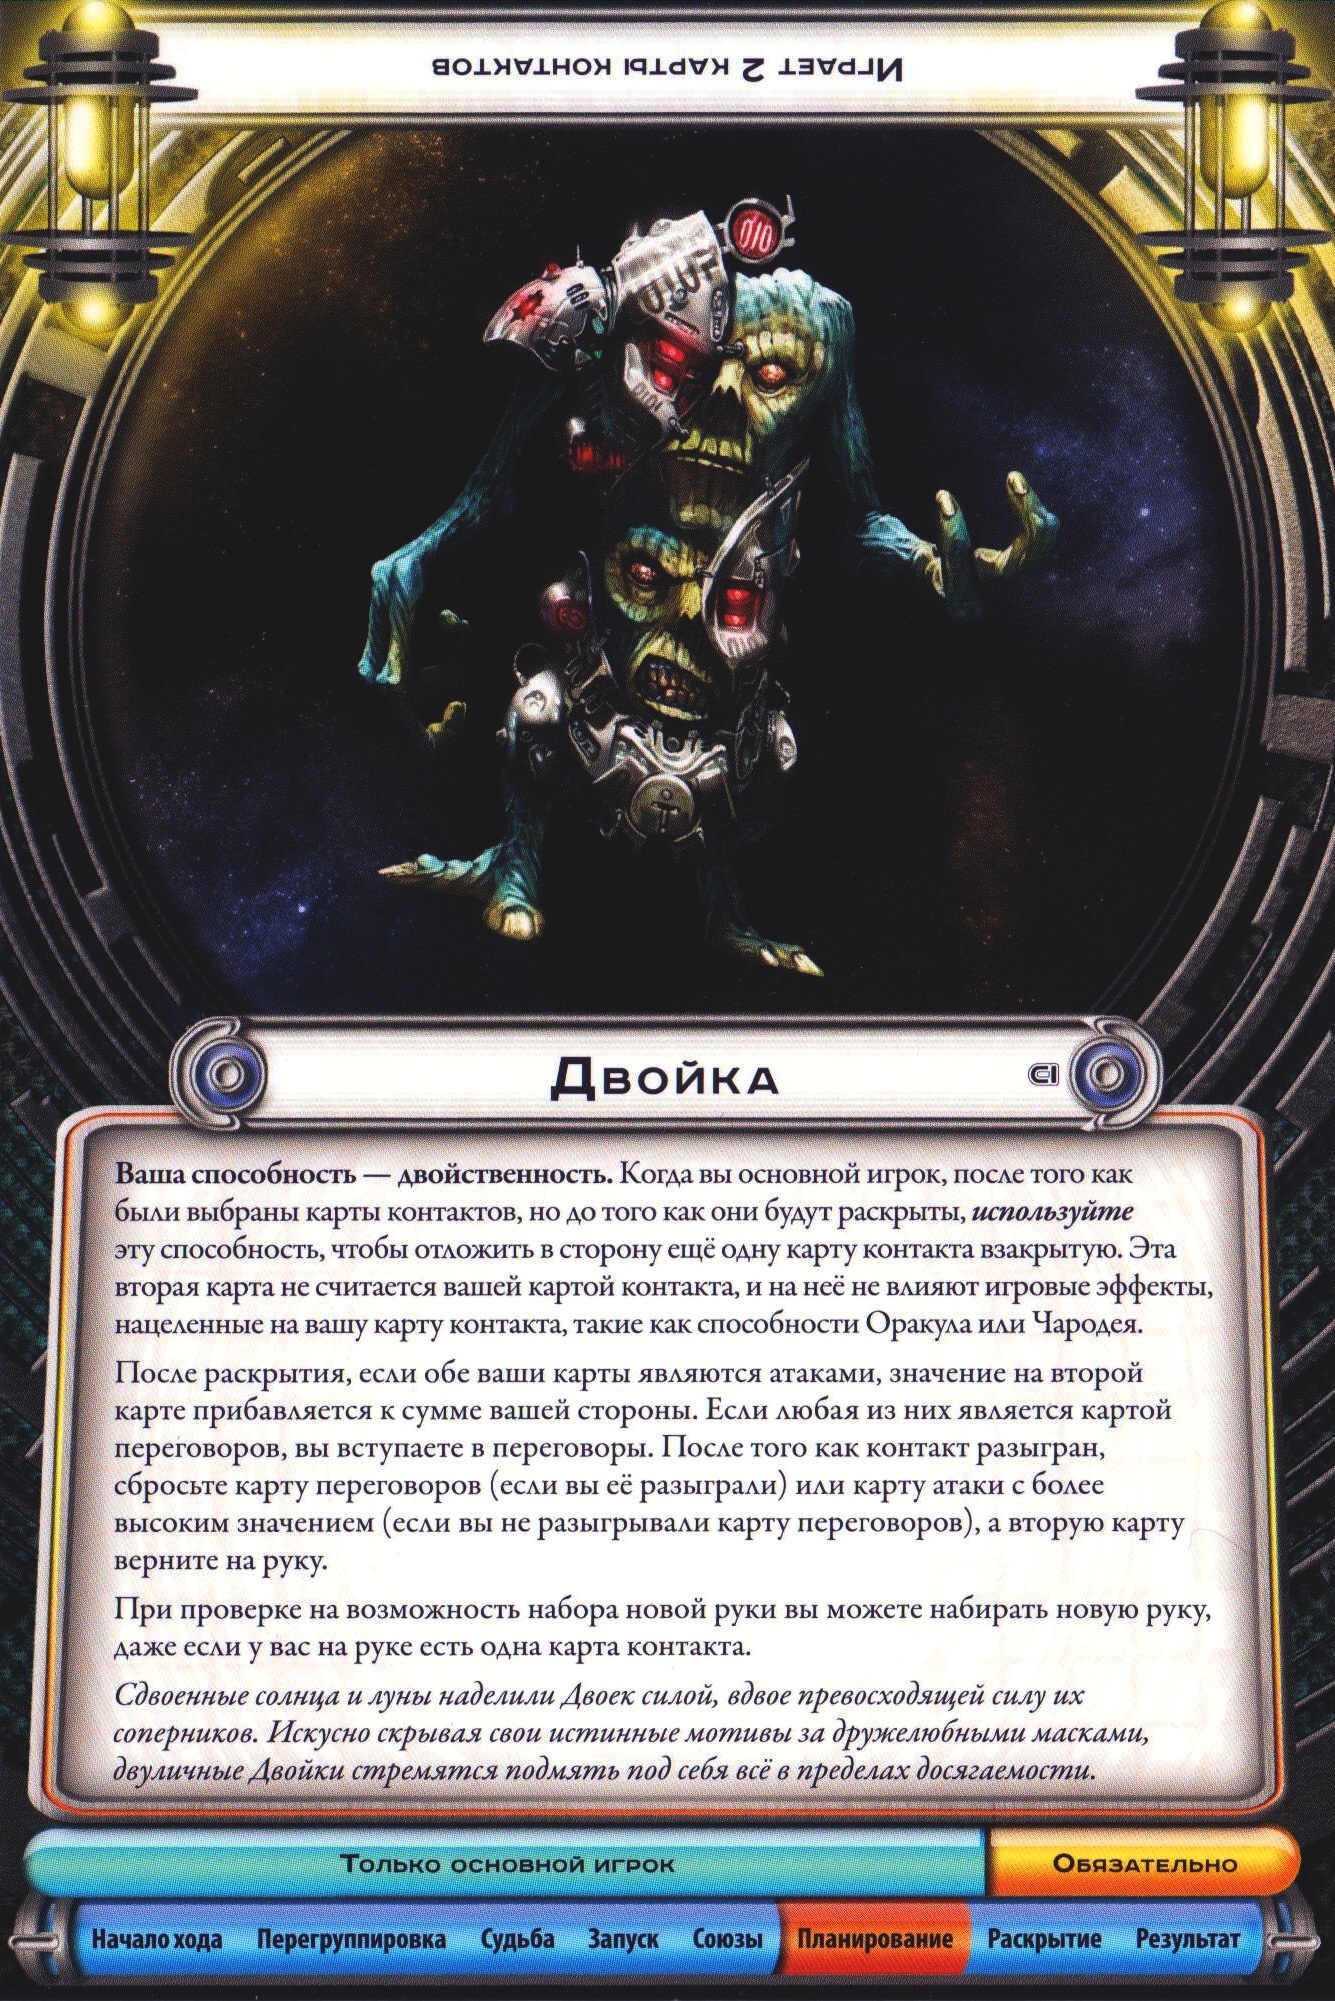 Играет 2 карты контактов
Двойка
Ваша способность — двойственность. Когда вы основной игрок, после того как
были выбраны карты контактов, но до того как они будут раскрыты, используйте
эту способность, чтобы отложить в сторону ещё одну карту контакта взакрытую. Эта
вторая карта не считается вашей картой контакта, и на неё не влияют игровые эффекты,
нацеленные на вашу карту контакта, такие как способности Оракула или Чародея.
После раскрытия, если обе ваши карты являются атаками, значение на второй
карте прибавляется к сумме вашей стороны. Если любая из них является картой
переговоров, вы вступаете в переговоры. После того как контакт разыгран,
сбросьте карту переговоров (если вы её разыграли) или карту атаки с более
высоким значением (если вы не разыгрывали карту переговоров), а вторую карту
верните на руку.
При проверке на возможность набора новой руки вы можете набирать новую руку,
даже если у вас на руке есть одна карта контакта.
Сдвоенные солнца и луны наделили Двоек силой, вдвое превосходящей силу их
соперников. Искусно скрывая свои истинные мотивы за дружелюбными масками,
двуличные Двойки стремятся подмять под себя всё в пределах досягаемости.
Только основной игрок Обязательно
Начало хода Перегруппировка Судьба Запуск Союзы Планирование Раскрытие Результат